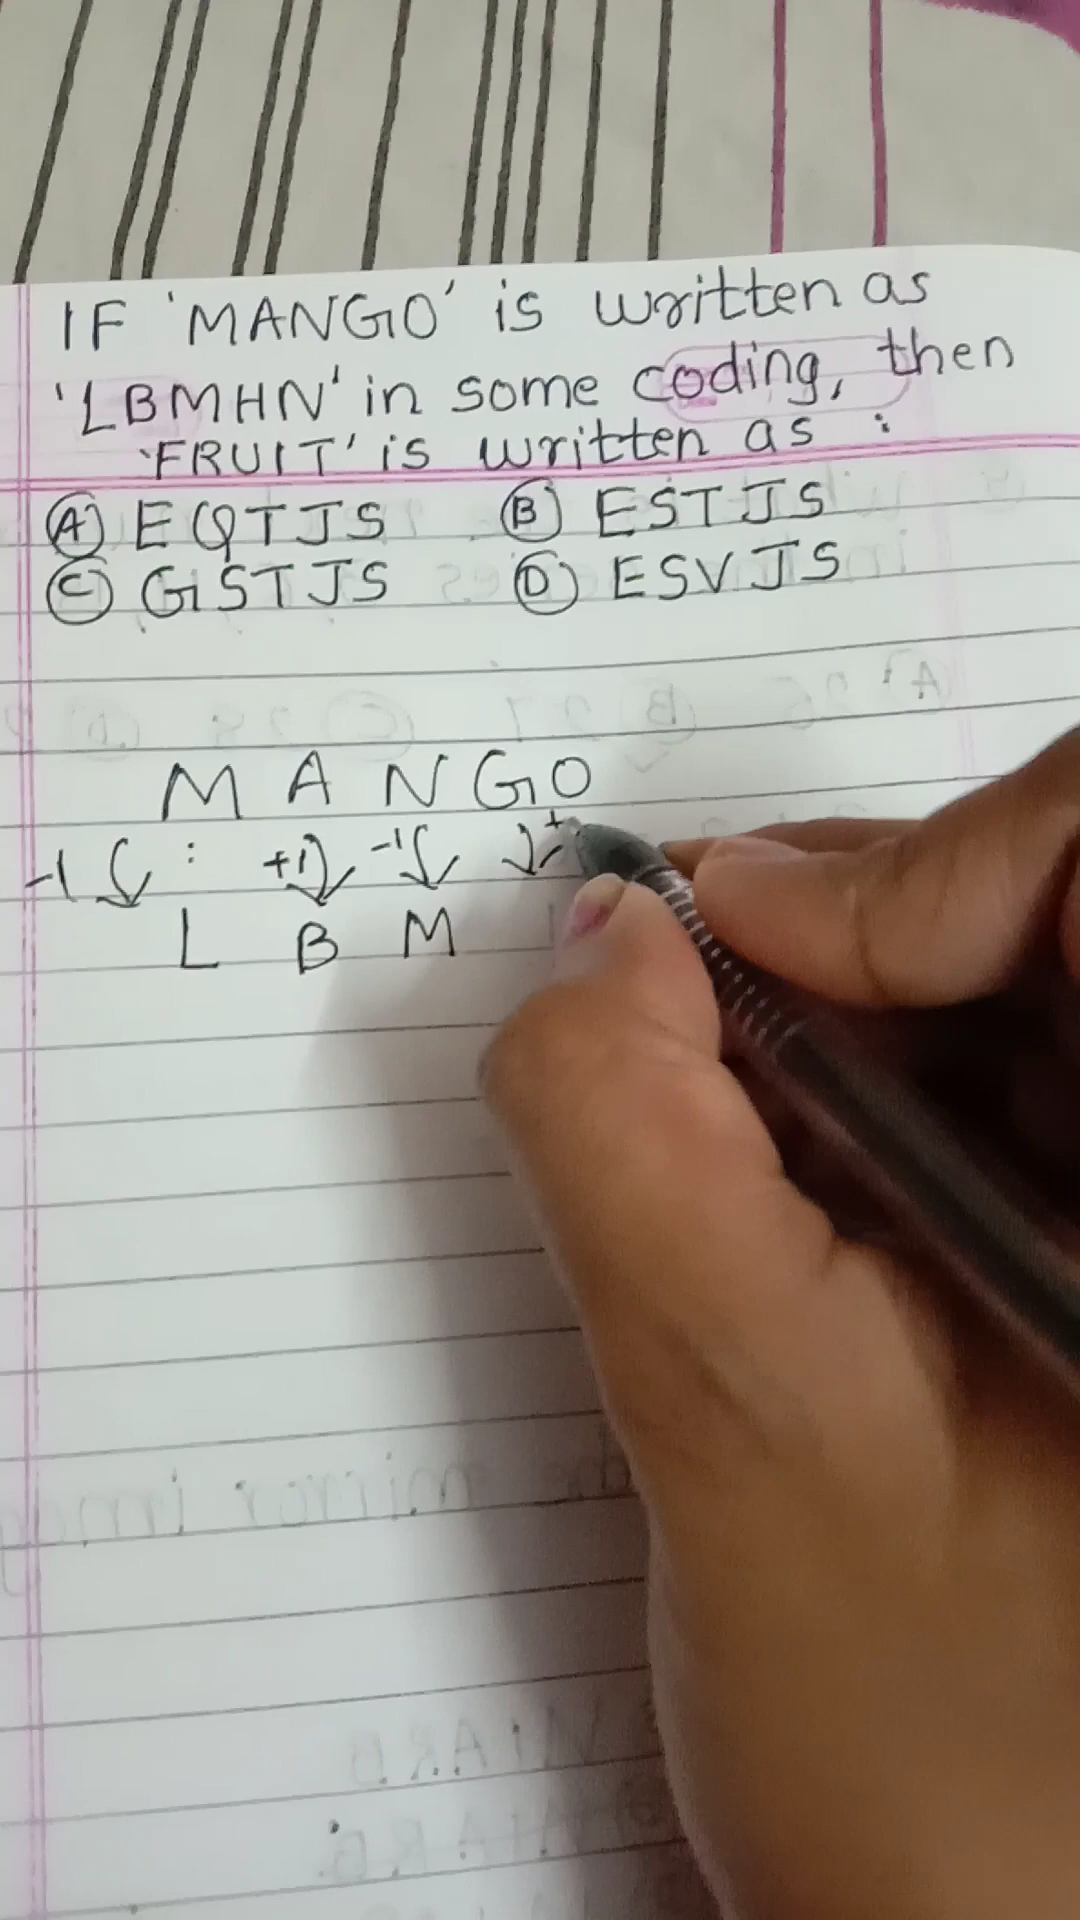 IF 'MANGO' is written as
'LBMHN' in some coding, then
'FRUIT' is written as :
(A) EQTJS (B) ESTJS
(C) GSTJS (D) ESVJS
M A N G O
-1 : +1 -1 +
L B M